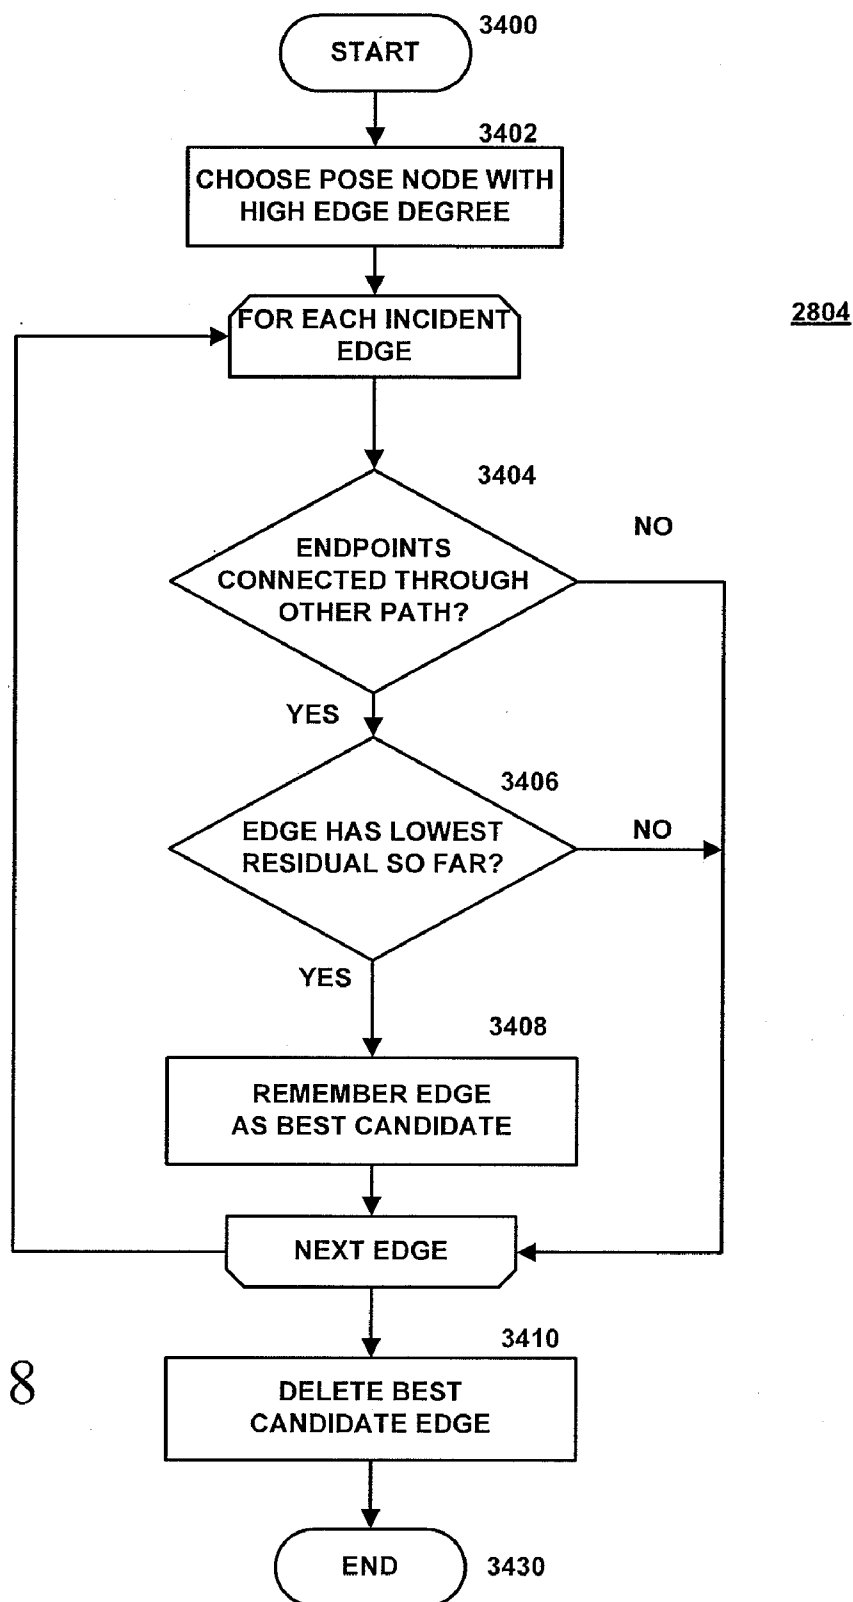 3400
START
3402
CHOOSE POSE NODE WITH
HIGH EDGE DEGREE
2804
FOR EACH INCIDENT
EDGE
3404
NO
ENDPOINTS
CONNECTED THROUGH
OTHER PATH?
YES
3406
EDGE HAS LOWEST
RESIDUAL SO FAR?
NO
YES
3408
REMEMBER EDGE
AS BEST CANDIDATE
NEXT EDGE
3410
8
DELETE BEST
CANDIDATE EDGE
END
3430